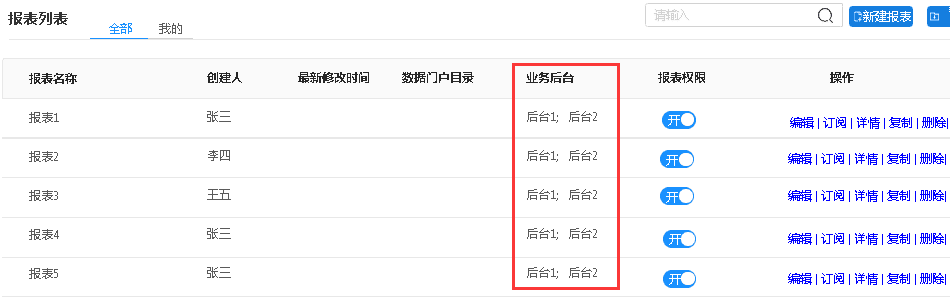 报表列表 全部 我的 请输入 新建报表
报表名称 创建人 最新修改时间 数据门户目录 业务后台 报表权限 操作
报表1 张三 后台1; 后台2 开 编辑|订阅|详情|复制|删除|
报表2 李四 后台1; 后台2 开 编辑|订阅|详情|复制|删除|
报表3 王五 后台1; 后台2 开 编辑|订阅|详情|复制|删除|
报表4 张三 后台1; 后台2 开 编辑|订阅|详情|复制|删除|
报表5 张三 后台1; 后台2 开 编辑|订阅|详情|复制|删除|